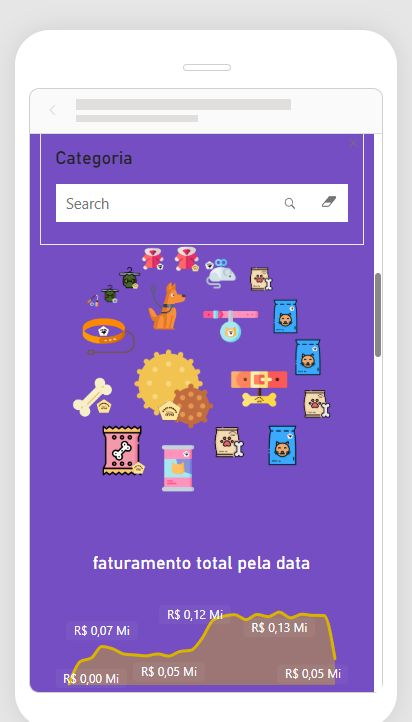 Categoria
Search
faturamento total pela data
R$ 0,12 Mi
R$ 0,07 Mi
R$ 0,13 Mi
R$ 0,05 Mi
R$ 0,05 Mi
R$ 0,00 Mi